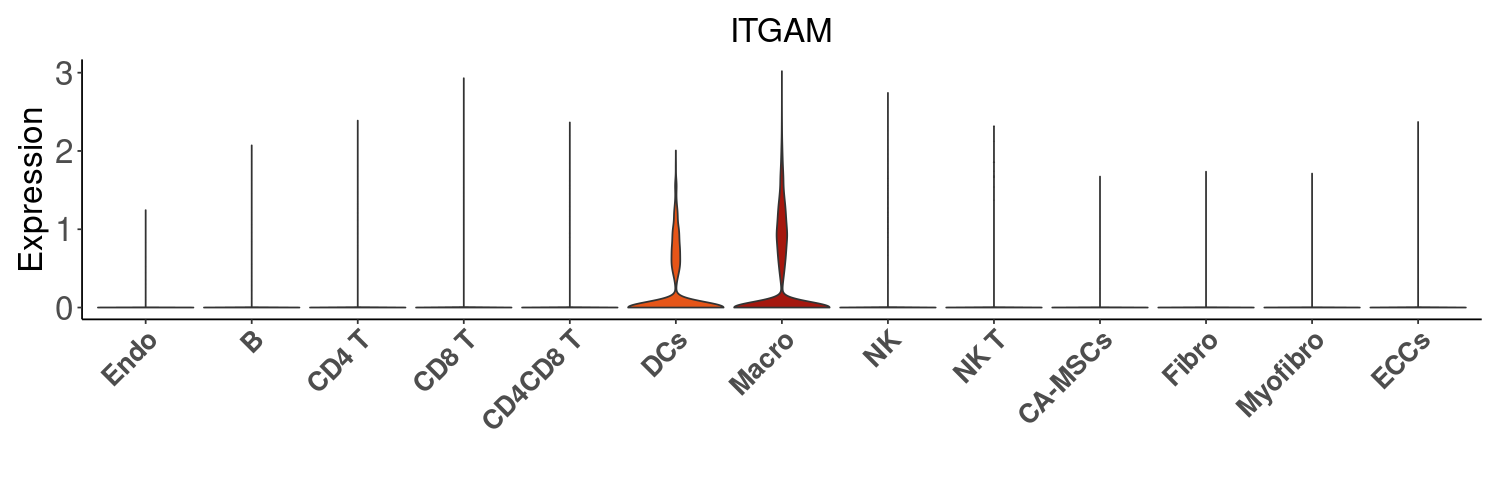 ITGAM
Expression
3
2
1
0
Endo
B
CD4 T
CD8 T
CD4CD8 T
DCs
Macro
NK
NK T
CA-MSCs
Fibro
Myofibro
ECCs